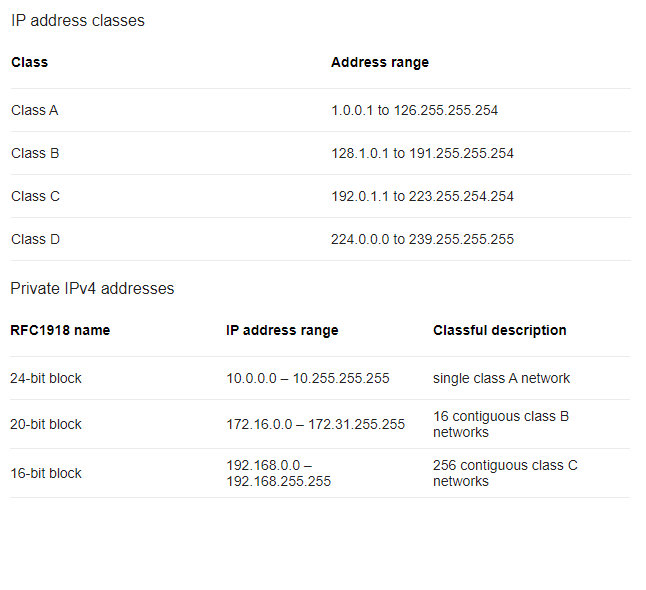 IP address classes
Class Address range
Class A 1.0.0.1 to 126.255.255.254
Class B 128.1.0.1 to 191.255.255.254
Class C 192.0.1.1 to 223.255.254.254
Class D 224.0.0.0 to 239.255.255.255
Private IPv4 addresses
RFC1918 name IP address range Classful description
24-bit block 10.0.0.0 – 10.255.255.255 single class A network
20-bit block 172.16.0.0 – 172.31.255.255 16 contiguous class B
networks
16-bit block 192.168.0.0 –
192.168.255.255 256 contiguous class C
networks